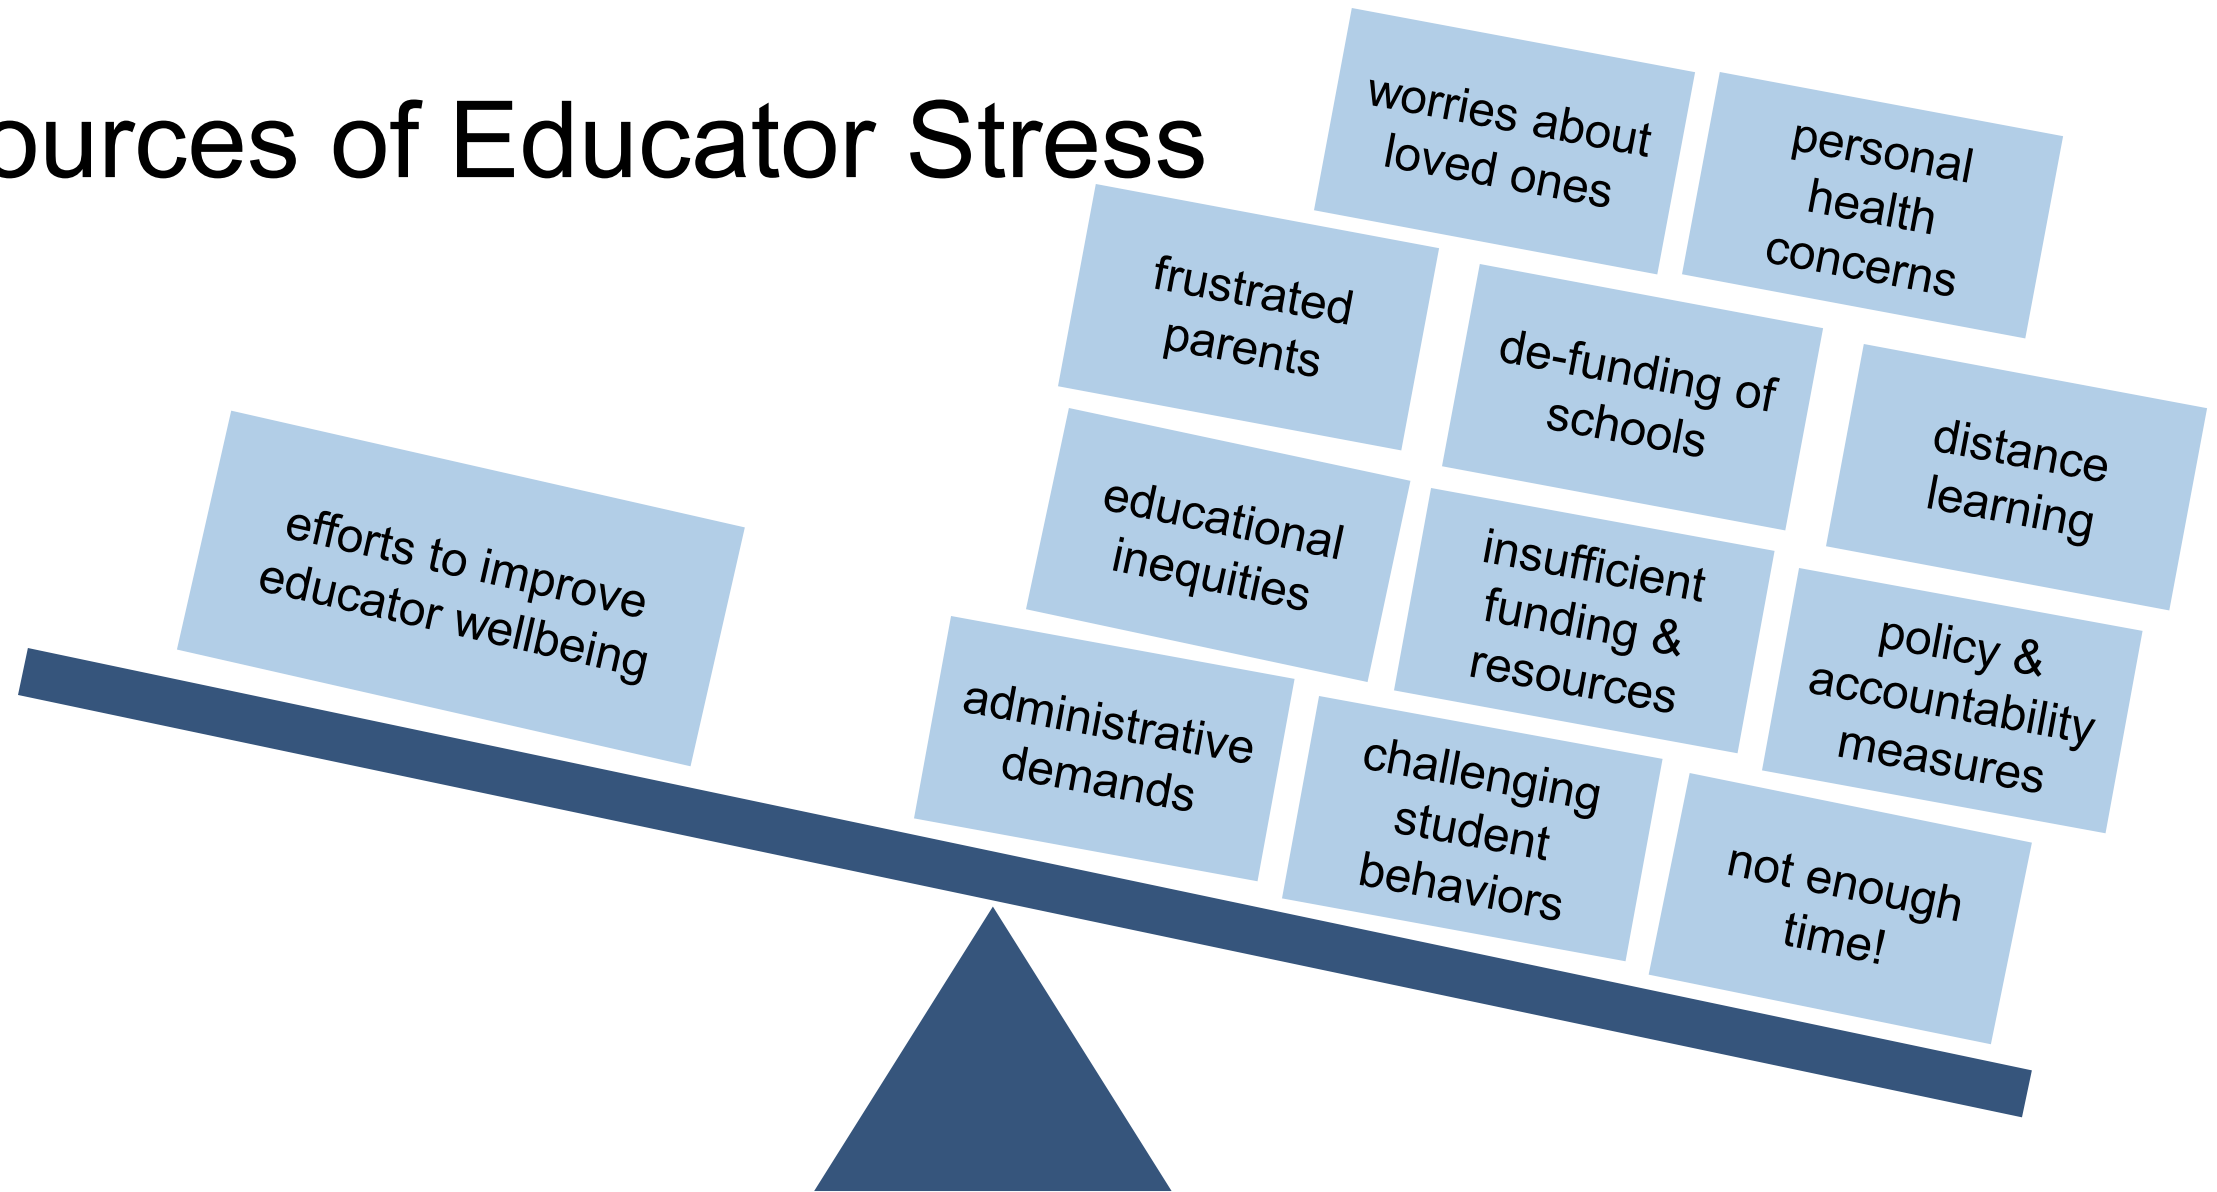 ources of Educator Stress
worries about
loved ones
personal
health
concerns
frustrated
parents
de-funding of
schools
distance
learning
efforts to improve
educator wellbeing
educational
inequities
insufficient
funding &
resources
policy &
accountability
measures
administrative
demands
challenging
student
behaviors
not enough
time!